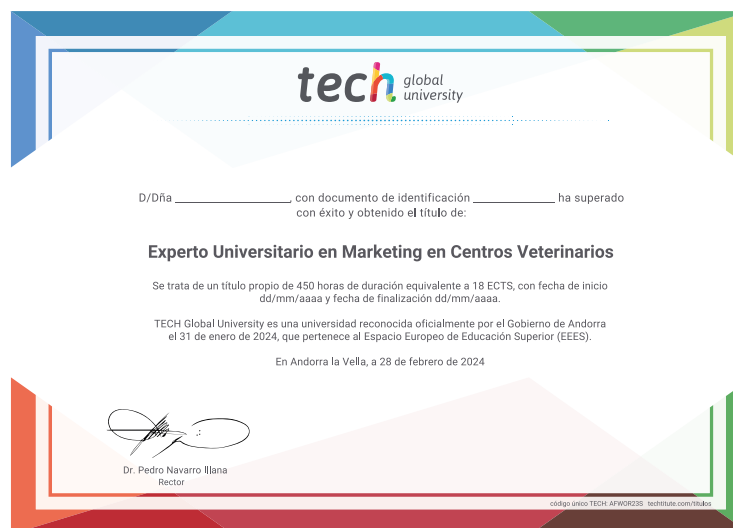 tech global university
D/Dña ____________, con documento de identificación ____________ ha superado
con éxito y obtenido el título de:
Experto Universitario en Marketing en Centros Veterinarios
Se trata de un título propio de 450 horas de duración equivalente a 18 ECTS, con fecha de inicio
dd/mm/aaaa y fecha de finalización dd/mm/aaaa.
TECH Global University es una universidad reconocida oficialmente por el Gobierno de Andorra
el 31 de enero de 2024, que pertenece al Espacio Europeo de Educación Superior (EEES).
En Andorra la Vella, a 28 de febrero de 2024
Dr. Pedro Navarro Illana
Rector
código único TECH: AFWOR23S techtitute.com/titulos